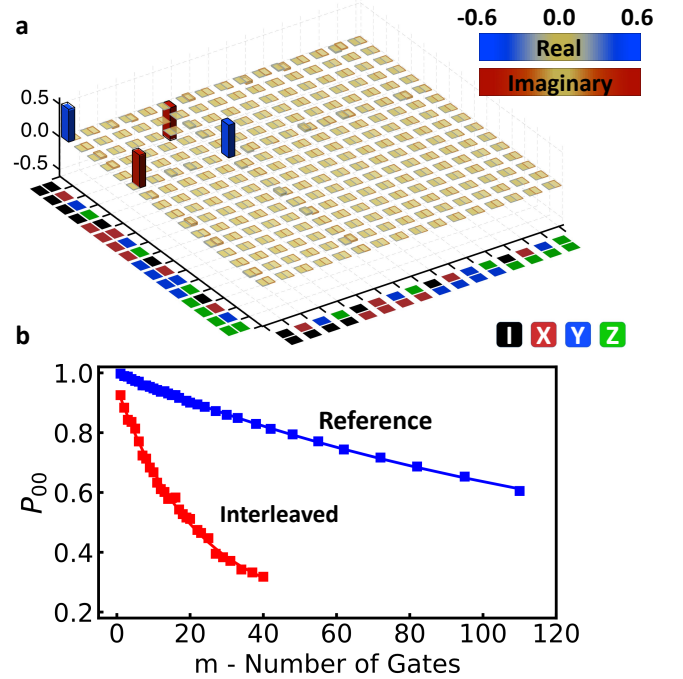 a
-0.6 0.0 0.6
Real
Imaginary
0.5
0.0
-0.5
I X Y Z
b
1.0
0.8
0.6
0.4
0.2
P00
Reference
Interleaved
0 20 40 60 80 100 120
m - Number of Gates